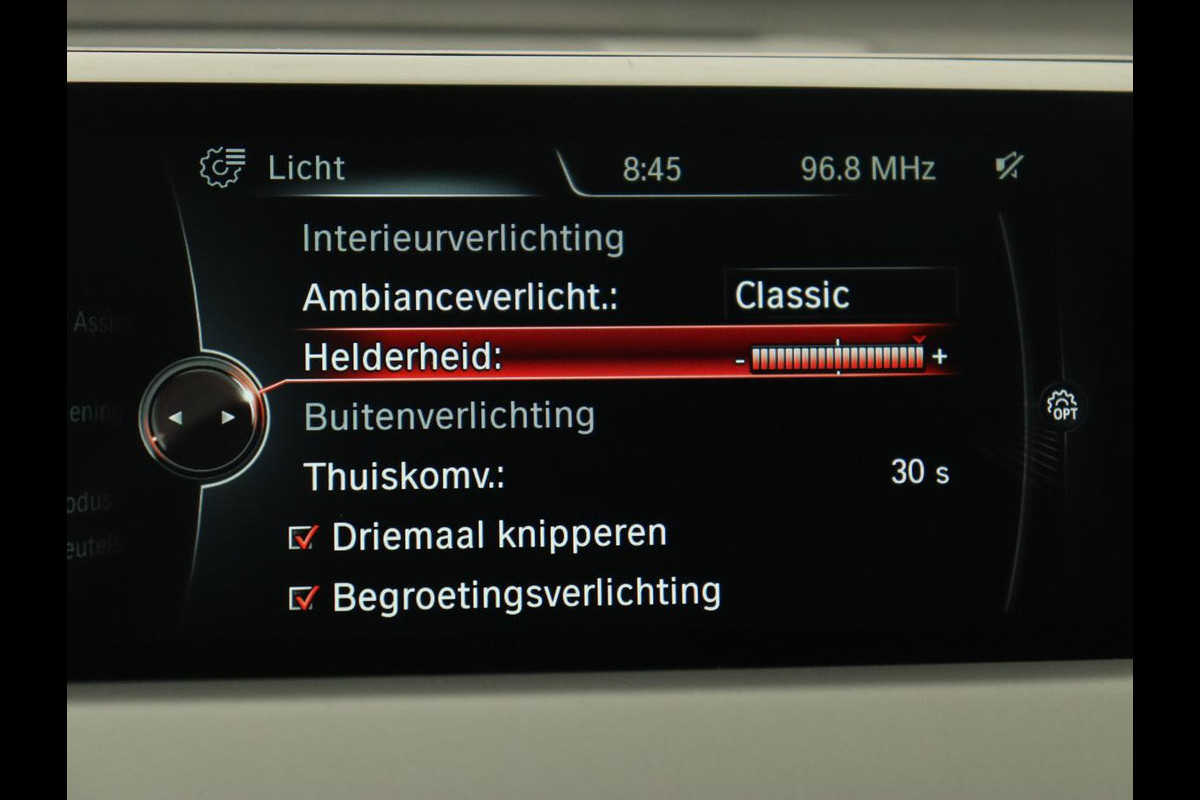 Licht 8:45 96.8 MHz
Interieurverlichting
Ambianceverlicht.: Classic
Helderheid: - +
Buitenverlichting
OPT
Thuiskomv.: 30 s
Driemaal knipperen
Begroetingsverlichting